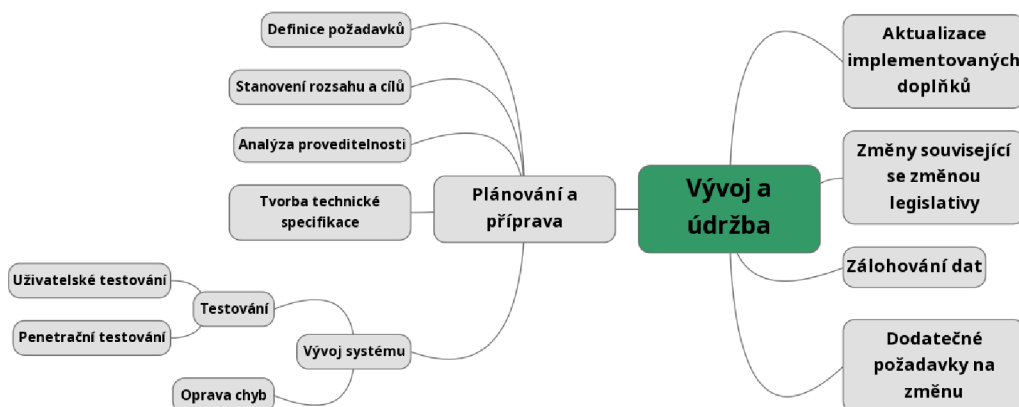 Definice požadavků
Stanovení rozsahu a cílů
Analýza proveditelnosti
Tvorba technické
specifikace
Plánování a
příprava
Uživatelské testování
Penetrační testování
Testování
Vývoj systému
Oprava chyb
Vývoj a
údržba
Aktualizace
implementovaných
doplňků
Změny související
se změnou
legislativy
Zálohování dat
Dodatečné
požadavky na
změnu